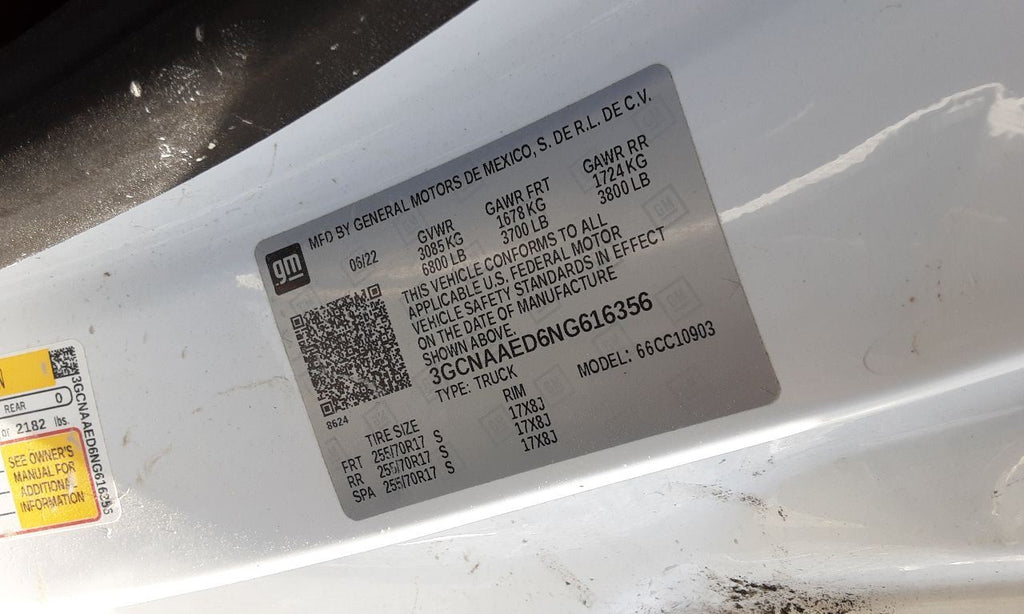 gm
MFD BY GENERAL MOTORS DE MEXICO, S. DE R.L. DE C.V.
06/22 GVWR GAWR FRT GAWR RR
3085 KG 1678 KG 1724 KG
6800 LB 3700 LB 3800 LB
THIS VEHICLE CONFORMS TO ALL
APPLICABLE U.S. FEDERAL MOTOR
VEHICLE SAFETY STANDARDS IN EFFECT
ON THE DATE OF MANUFACTURE
SHOWN ABOVE.
3GCNAAED6NG616356
TYPE: TRUCK MODEL: 66CC10903
8624
TIRE SIZE RIM
FRT 255/70R17 S 17X8J
RR 255/70R17 S 17X8J
SPA 255/70R17 S 17X8J
REAR 0
or 2182 lbs.
SEE OWNER'S
MANUAL FOR
ADDITIONAL
INFORMATION
3GCNAAED6NG616356